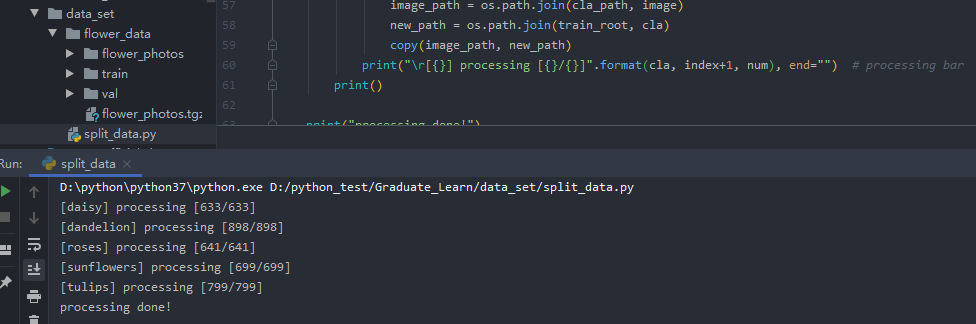 data_set
flower_data
flower_photos
train
val
flower_photos.tgz
split_data.py
57 image_path = os.path.join(cla_path, image)
58 new_path = os.path.join(train_root, cla)
59 copy(image_path, new_path)
60 print("\r[{}] processing [{}/{}]".format(cla, index+1, num), end="")  # processing bar
61 print()
62
63 print("processing done!")
Run: split_data ×
D:\python\python37\python.exe D:/python_test/Graduate_Learn/data_set/split_data.py
[daisy] processing [633/633]
[dandelion] processing [898/898]
[roses] processing [641/641]
[sunflowers] processing [699/699]
[tulips] processing [799/799]
processing done!